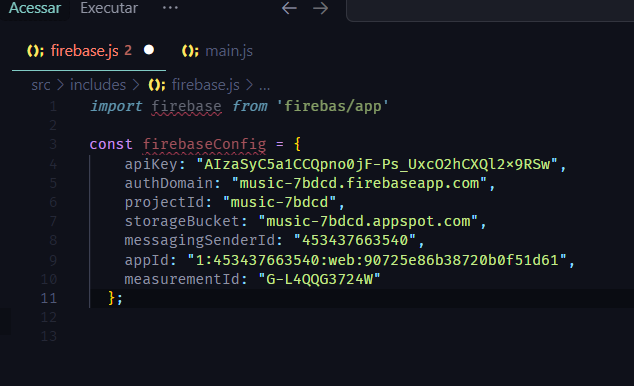 Acessar Executar ... ← →
{}; firebase.js 2 ● {}; main.js
src > includes > {}; firebase.js > ...
1 import firebase from 'firebas/app'
2
3 const firebaseConfig = {
4 apiKey: "AIzaSyC5a1CCQpno0jF-Ps_UxcO2hCXQl2x9RSw",
5 authDomain: "music-7bdcd.firebaseapp.com",
6 projectId: "music-7bdcd",
7 storageBucket: "music-7bdcd.appspot.com",
8 messagingSenderId: "453437663540",
9 appId: "1:453437663540:web:90725e86b38720b0f51d61",
10 measurementId: "G-L4QQG3724W"
11 };
12
13